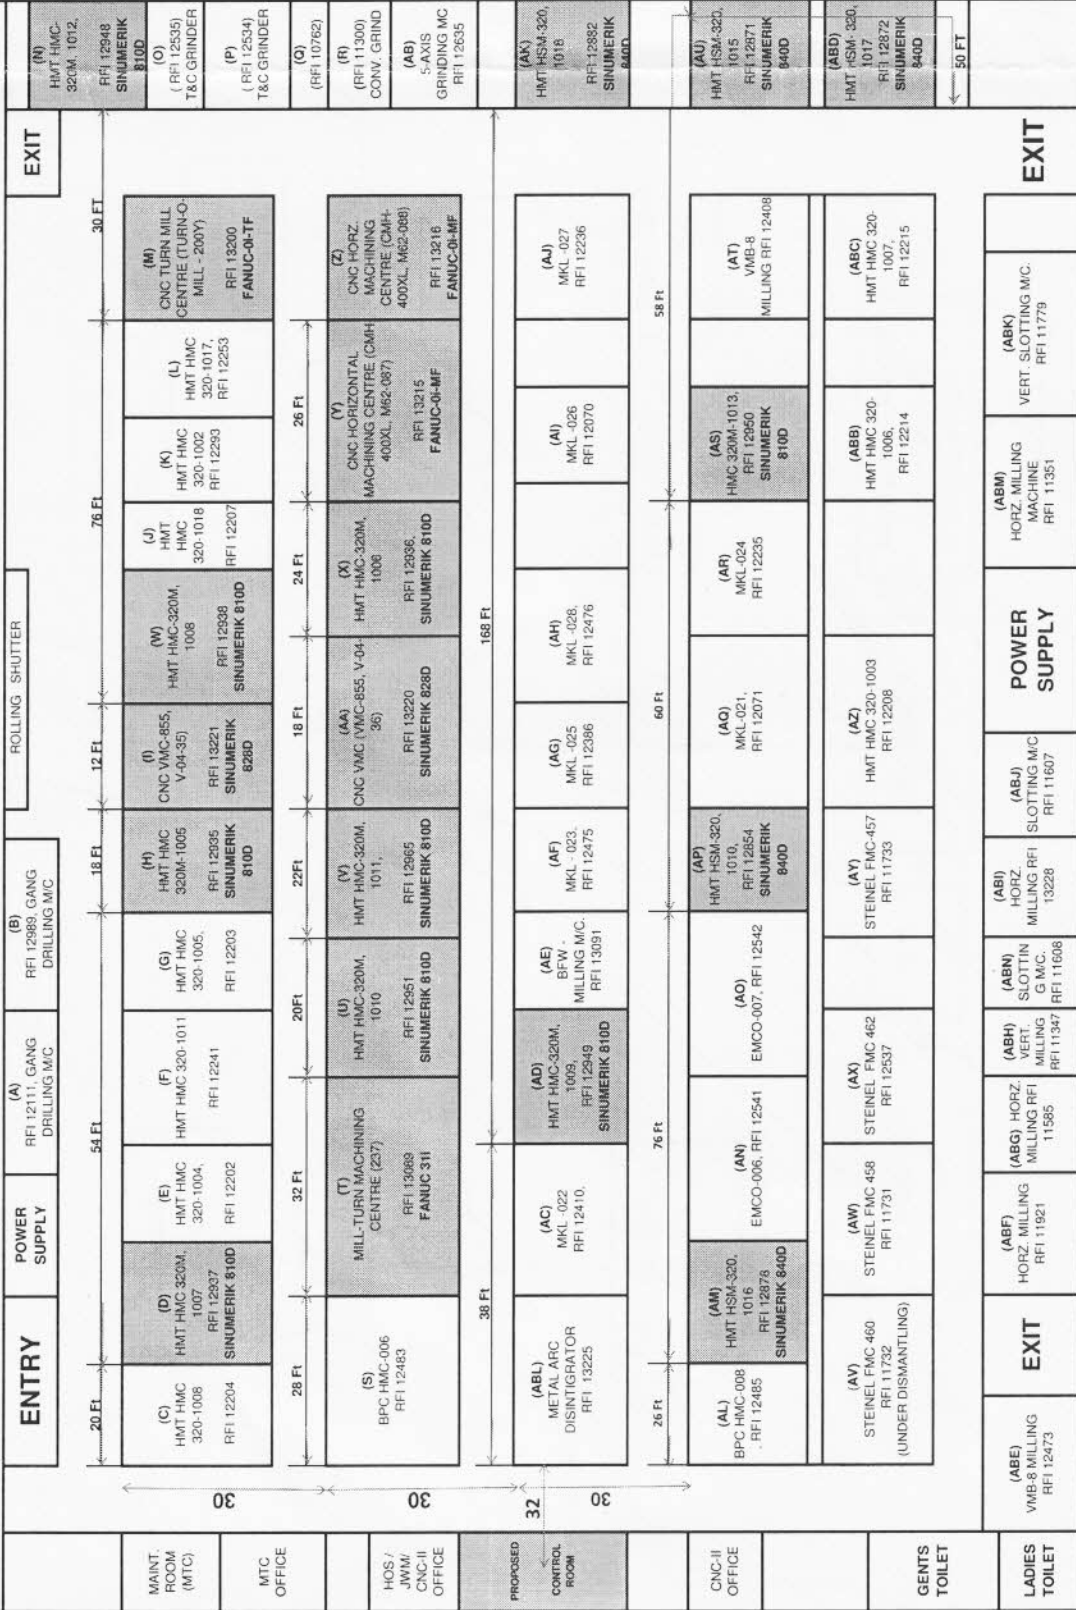 ROLLING SHUTTER
ENTRY
POWER
SUPPLY
(A)
RFI 12111, GANG
DRILLING M/C
(B)
RFI 12989, GANG
DRILLING M/C
EXIT
20 Ft
54 Ft
18 Ft
12 Ft
76 Ft
30 FT
MAINT.
ROOM
(MTC)
MTC
OFFICE
HOS /
JWM/
CNC-II
OFFICE
PROPOSED
CONTROL
ROOM
CNC-II
OFFICE
GENTS
TOILET
LADIES
TOILET
30
30
32
30
(C)
HMT HMC
320-1008
RFI 12204
(D)
HMT HMC 320M,
1007
RFI 12937
SINUMERIK 810D
(E)
HMT HMC
320-1004,
RFI 12202
(F)
HMT HMC 320-1011
RFI 12241
(G)
HMT HMC
320-1005,
RFI 12203
(H)
HMT HMC
320M-1005
RFI 12935
SINUMERIK
810D
(I)
CNC VMC-855,
V-04-35)
RFI 13221
SINUMERIK
828D
(W)
HMT HMC-320M,
1008
RFI 12938
SINUMERIK 810D
(J)
HMT
HMC
320-1018
RFI 12207
(K)
HMT HMC
320-1002
RFI 12293
(L)
HMT HMC
320-1017,
RFI 12253
(M)
CNC TURN MILL
CENTRE (TURN-O-
MILL - 200Y)
RFI 13200
FANUC-0i-TF
(N)
HMT HMC-
320M, 1012,
RFI 12948
SINUMERIK
810D
(O)
( RFI 12535)
T&C GRINDER
(P)
( RFI 12534)
T&C GRINDER
(Q)
(RFI 10762)
(R)
(RFI 11300)
CONV. GRIND
(AB)
5-AXIS
GRINDING MC
RFI 12635
28 Ft
32 Ft
20Ft
22Ft
18 Ft
24 Ft
26 Ft
(S)
BPC HMC-006
RFI 12483
(T)
MILL-TURN MACHINING
CENTRE (237)
RFI 13089
FANUC 31i
(U)
HMT HMC-320M,
1010
RFI 12951
SINUMERIK 810D
(V)
HMT HMC-320M,
1011,
RFI 12965
SINUMERIK 810D
(AA)
CNC VMC (VMC-855, V-04-
36)
RFI 13220
SINUMERIK 828D
(X)
HMT HMC-320M,
1006
RFI 12936,
SINUMERIK 810D
(Y)
CNC HORIZONTAL
MACHINING CENTRE (CMH-
400XL, M62-087)
RFI 13215
FANUC-0i-MF
(Z)
CNC HORZ.
MACHINING
CENTRE (CMH-
400XL, M62-088)
RFI 13216
FANUC-0i-MF
38 Ft
168 Ft
(ABL)
METAL ARC
DISINTIGRATOR
RFI 13225
(AC)
MKL -022
RFI 12410,
(AD)
HMT HMC-320M,
1009,
RFI 12949
SINUMERIK 810D
(AE)
BFW -
MILLING M/C.
RFI 13091
(AF)
MKL - 023,
RFI 12475
(AG)
MKL -025
RFI 12386
(AH)
MKL -028,
RFI 12476
(AI)
MKL -026
RFI 12070
(AJ)
MKL -027
RFI 12236
(AK)
HMT HSM-320,
1018
RFI 12882
SINUMERIK
840D
26 Ft
76 Ft
60 Ft
58 Ft
(AL)
BPC HMC-008
. RFI 12485
(AM)
HMT HSM-320,
1016
RFI 12878
SINUMERIK 840D
(AN)
EMCO-006, RFI 12541
(AO)
EMCO-007, RFI 12542
(AP)
HMT HSM-320,
1010,
RFI 12854
SINUMERIK
840D
(AQ)
MKL-021,
RFI 12071
(AR)
MKL-024
RFI 12235
(AS)
HMC 320M-1013,
RFI 12950
SINUMERIK
810D
(AT)
VMB-8
MILLING RFI 12408
(AU)
HMT HSM-320,
1015
RFI 12871
SINUMERIK
840D
(AV)
STEINEL FMC 460
RFI 11732
(UNDER DISMANTLING)
(AW)
STEINEL FMC 458
RFI 11731
(AX)
STEINEL FMC 462
RFI 12537
(AY)
STEINEL FMC-457
RFI 11733
(AZ)
HMT HMC 320-1003
RFI 12208
(ABB)
HMT HMC 320-
1006,
RFI 12214
(ABC)
HMT HMC 320-
1007,
RFI 12215
(ABD)
HMT HSM- 320,
1017
RFI 12872
SINUMERIK
840D
50 FT
(ABE)
VMB-8 MILLING
RFI 12473
EXIT
(ABF)
HORZ. MILLING
RFI 11921
(ABG) HORZ.
MILLING RFI
11585
(ABH)
VERT.
MILLING
RFI 11347
(ABN)
SLOTTIN
G M/C.
RFI 11608
(ABI)
HORZ.
MILLING RFI
13228
(ABJ)
SLOTTING M/C
RFI 11607
POWER
SUPPLY
(ABM)
HORZ. MILLING
MACHINE
RFI 11351
(ABK)
VERT. SLOTTING M/C.
RFI 11779
EXIT